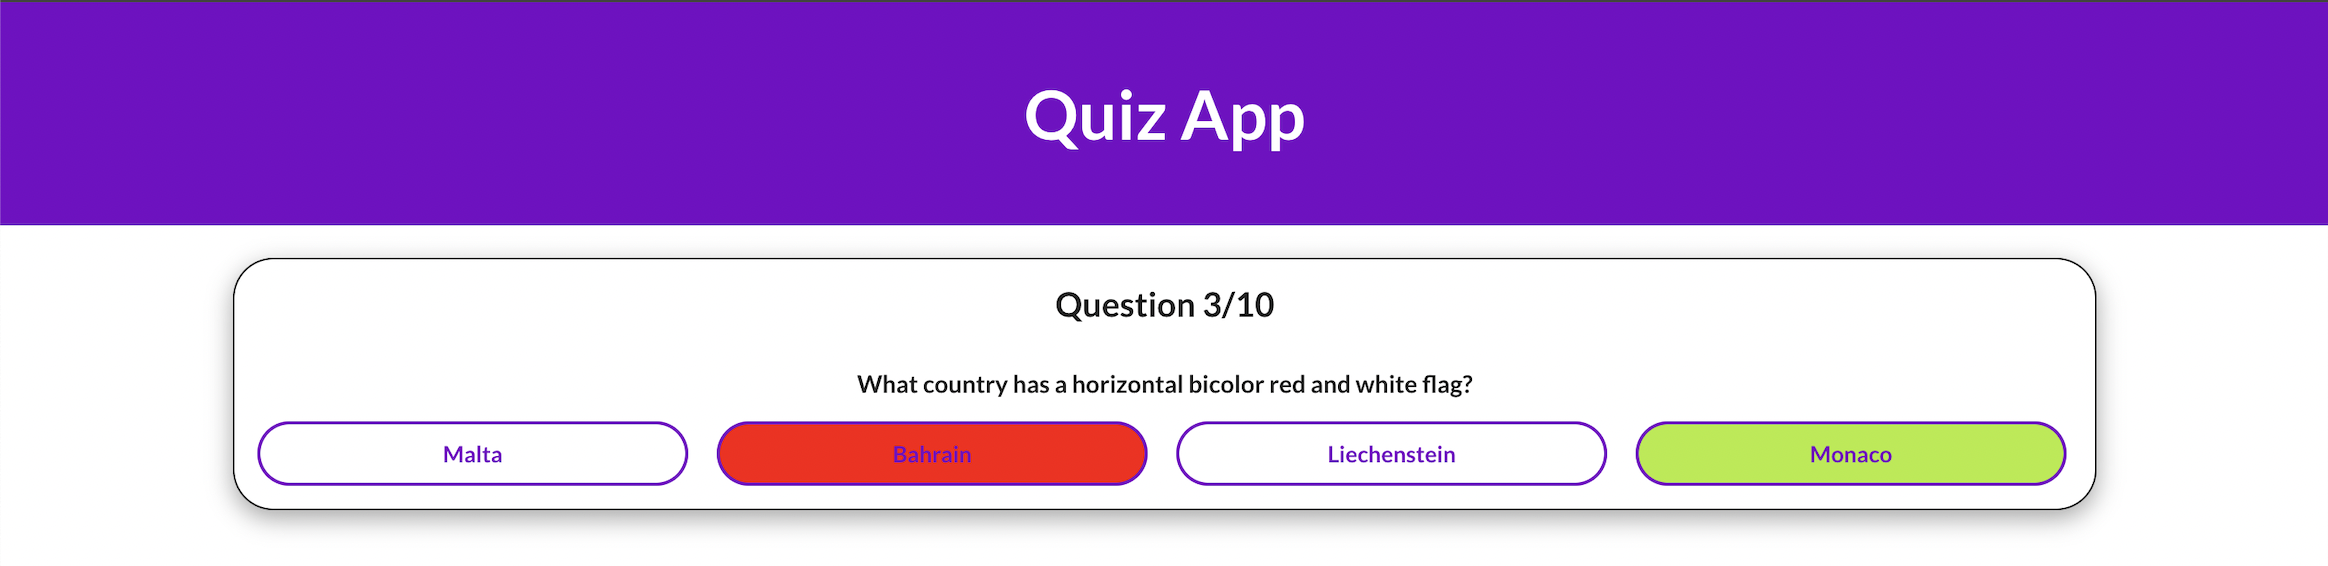 Quiz App
Question 3/10
What country has a horizontal bicolor red and white flag?
Malta
Bahrain
Liechenstein
Monaco